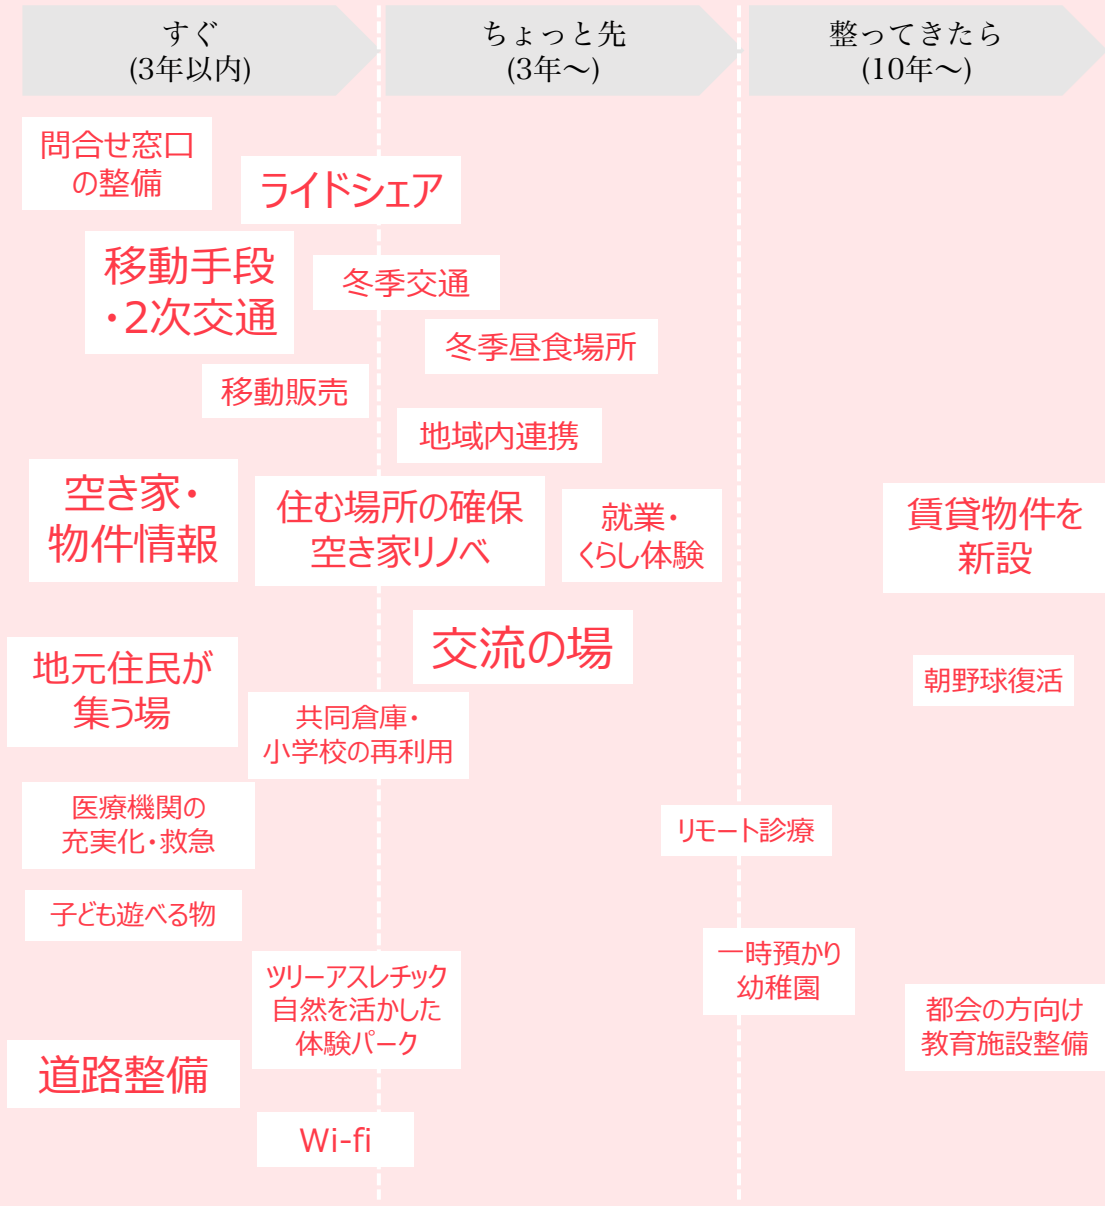 すぐ
(3年以内)
ちょっと先
(3年～)
整ってきたら
(10年～)
問合せ窓口
の整備
ライドシェア
移動手段
・2次交通
冬季交通
冬季昼食場所
移動販売
地域内連携
空き家・
物件情報
住む場所の確保
空き家リノベ
就業・
くらし体験
賃貸物件を
新設
交流の場
地元住民が
集う場
朝野球復活
共同倉庫・
小学校の再利用
医療機関の
充実化・救急
リモート診療
子ども遊べる物
一時預かり
幼稚園
ツリーアスレチック
自然を活かした
体験パーク
都会の方向け
教育施設整備
道路整備
Wi-fi